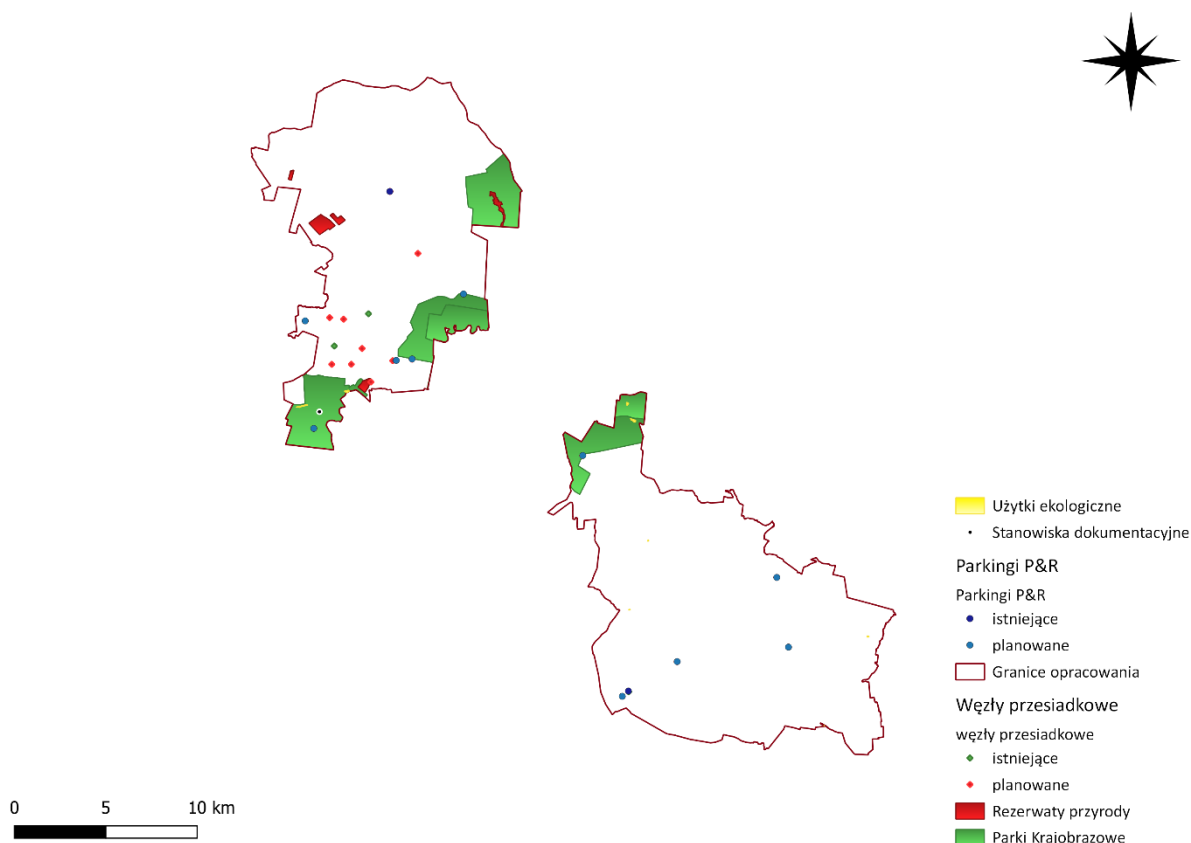 Użytki ekologiczne
Stanowiska dokumentacyjne
Parkingi P&R
Parkingi P&R
istniejące
planowane
Granice opracowania
Węzły przesiadkowe
węzły przesiadkowe
istniejące
planowane
Rezerwaty przyrody
Parki Krajobrazowe
0 5 10 km